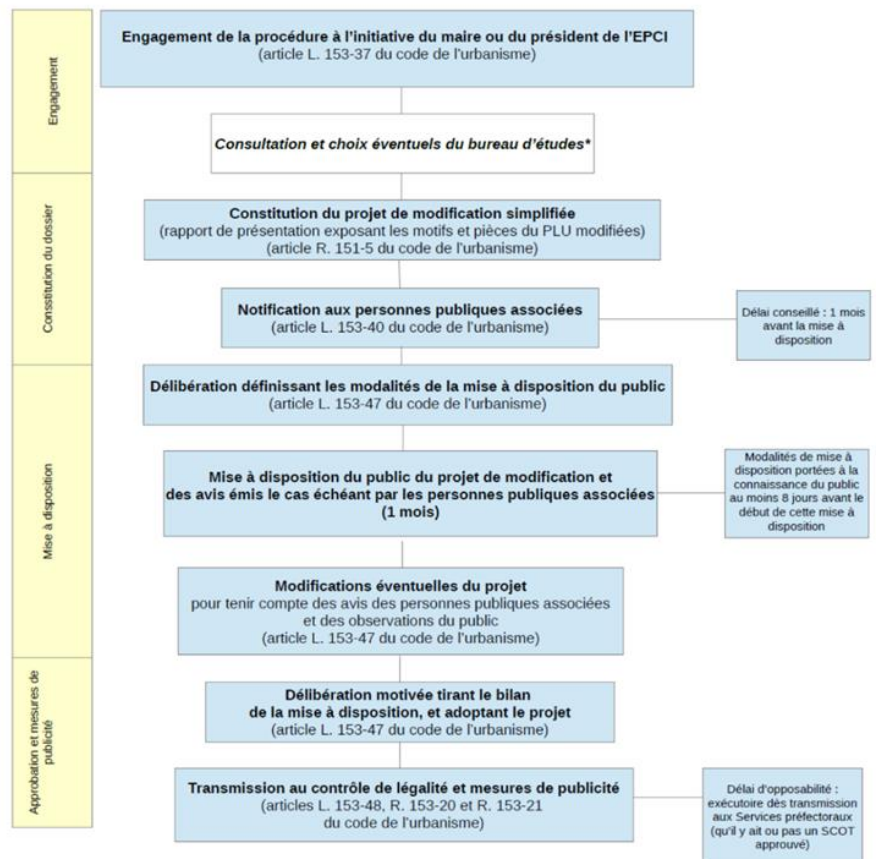 Engagement
Engagement de la procédure à l'initiative du maire ou du président de l'EPCI
(article L. 153-37 du code de l'urbanisme)
Consultation et choix éventuels du bureau d'études*
Consstitution du dossier
Constitution du projet de modification simplifiée
(rapport de présentation exposant les motifs et pièces du PLU modifiées)
(article R. 151-5 du code de l'urbanisme)
Notification aux personnes publiques associées
(article L. 153-40 du code de l'urbanisme)
Délai conseillé : 1 mois
avant la mise à
disposition
Mise à disposition
Délibération définissant les modalités de la mise à disposition du public
(article L. 153-47 du code de l'urbanisme)
Mise à disposition du public du projet de modification et
des avis émis le cas échéant par les personnes publiques associées
(1 mois)
Modalités de mise à
disposition portées à la
connaissance du public
au moins 8 jours avant le
début de cette mise à
disposition
Modifications éventuelles du projet
pour tenir compte des avis des personnes publiques associées
et des observations du public
(article L. 153-47 du code de l'urbanisme)
Approbation et mesures de
publicité
Délibération motivée tirant le bilan
de la mise à disposition, et adoptant le projet
(article L. 153-47 du code de l'urbanisme)
Transmission au contrôle de légalité et mesures de publicité
(articles L. 153-48, R. 153-20 et R. 153-21
du code de l'urbanisme)
Délai d'opposabilité :
exécutoire dès transmission
aux Services préfectoraux
(qu'il y ait ou pas un SCOT
approuvé)